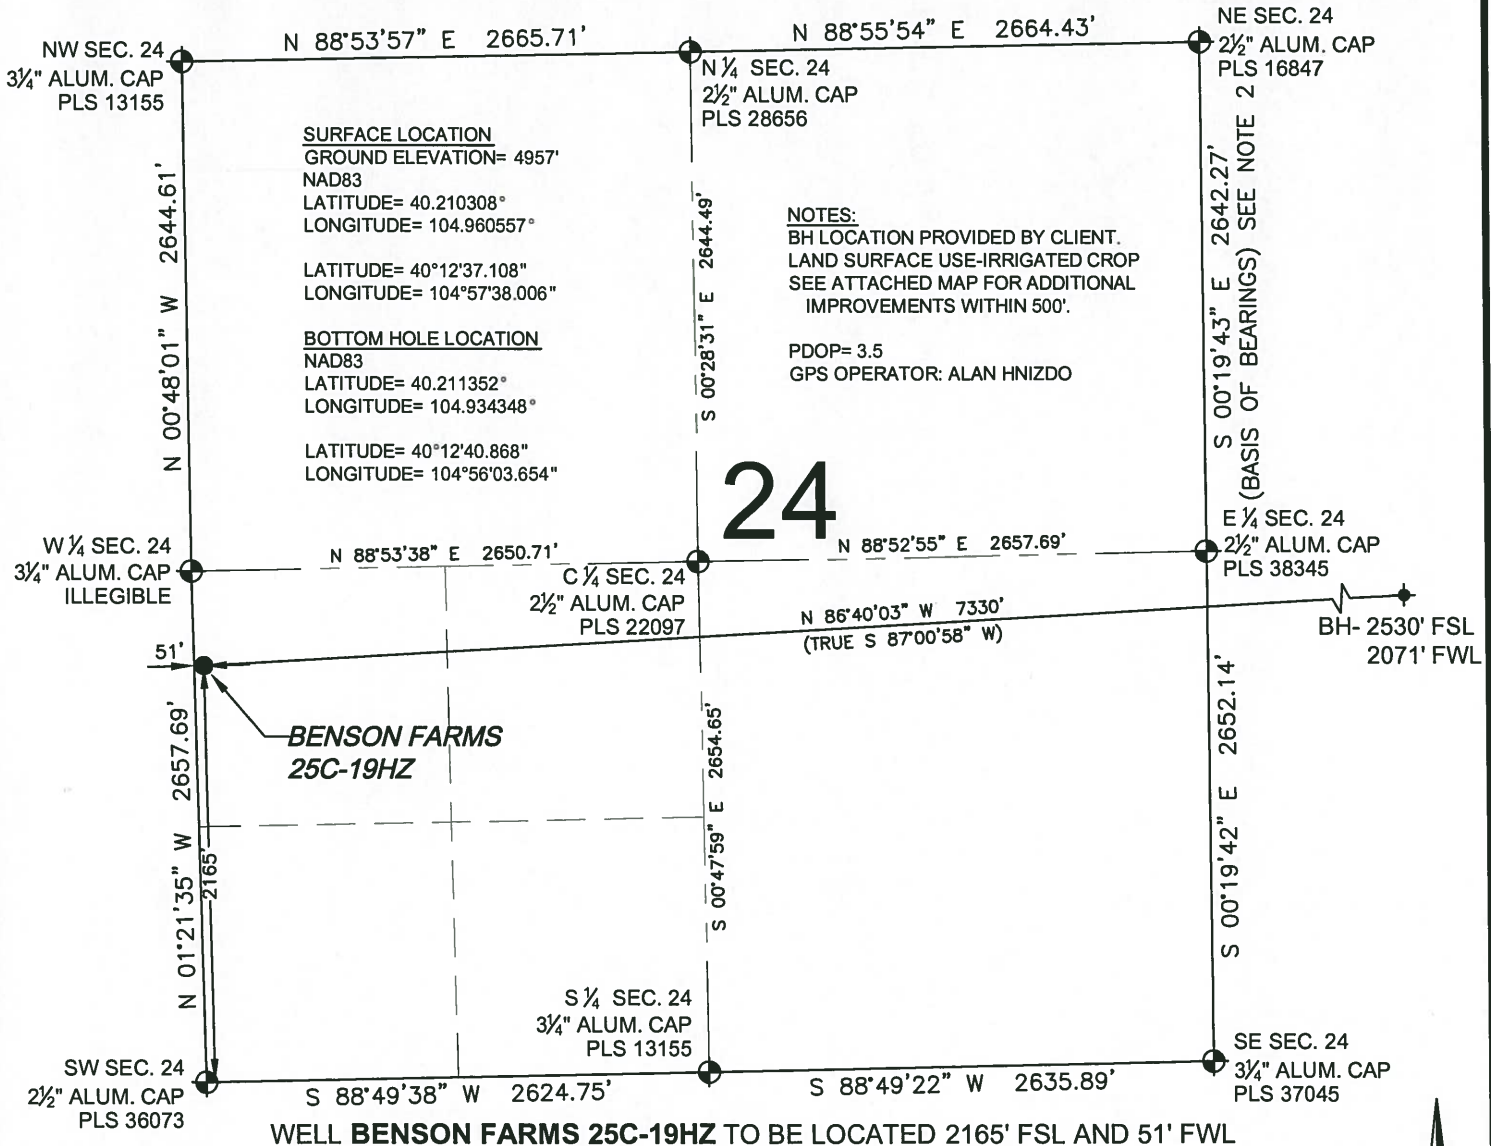 N 88°53'57" E 2665.71'
N 88°55'54" E 2664.43'
NW SEC. 24
3¼" ALUM. CAP
PLS 13155
N ¼ SEC. 24
2½" ALUM. CAP
PLS 28656
NE SEC. 24
2½" ALUM. CAP
PLS 16847
SURFACE LOCATION
GROUND ELEVATION= 4957'
NAD83
LATITUDE= 40.210308°
LONGITUDE= 104.960557°
LATITUDE= 40°12'37.108"
LONGITUDE= 104°57'38.006"
BOTTOM HOLE LOCATION
NAD83
LATITUDE= 40.211352°
LONGITUDE= 104.934348°
LATITUDE= 40°12'40.868"
LONGITUDE= 104°56'03.654"
NOTES:
BH LOCATION PROVIDED BY CLIENT.
LAND SURFACE USE-IRRIGATED CROP
SEE ATTACHED MAP FOR ADDITIONAL
IMPROVEMENTS WITHIN 500'.
PDOP= 3.5
GPS OPERATOR: ALAN HNIZDO
N 00°48'01" W 2644.61'
S 00°28'31" E 2644.49'
S 00°19'43" E 2642.27'
(BASIS OF BEARINGS) SEE NOTE 2
24
W ¼ SEC. 24
3¼" ALUM. CAP
ILLEGIBLE
N 88°53'38" E 2650.71'
C ¼ SEC. 24
2½" ALUM. CAP
PLS 22097
N 88°52'55" E 2657.69'
E ¼ SEC. 24
2½" ALUM. CAP
PLS 38345
N 86°40'03" W 7330'
(TRUE S 87°00'58" W)
BH- 2530' FSL
2071' FWL
51'
BENSON FARMS
25C-19HZ
N 01°21'35" W 2657.69'
2165'
S 00°47'59" E 2654.65'
S 00°19'42" E 2652.14'
S ¼ SEC. 24
3¼" ALUM. CAP
PLS 13155
SW SEC. 24
2½" ALUM. CAP
PLS 36073
SE SEC. 24
3¼" ALUM. CAP
PLS 37045
S 88°49'38" W 2624.75'
S 88°49'22" W 2635.89'
WELL BENSON FARMS 25C-19HZ TO BE LOCATED 2165' FSL AND 51' FWL